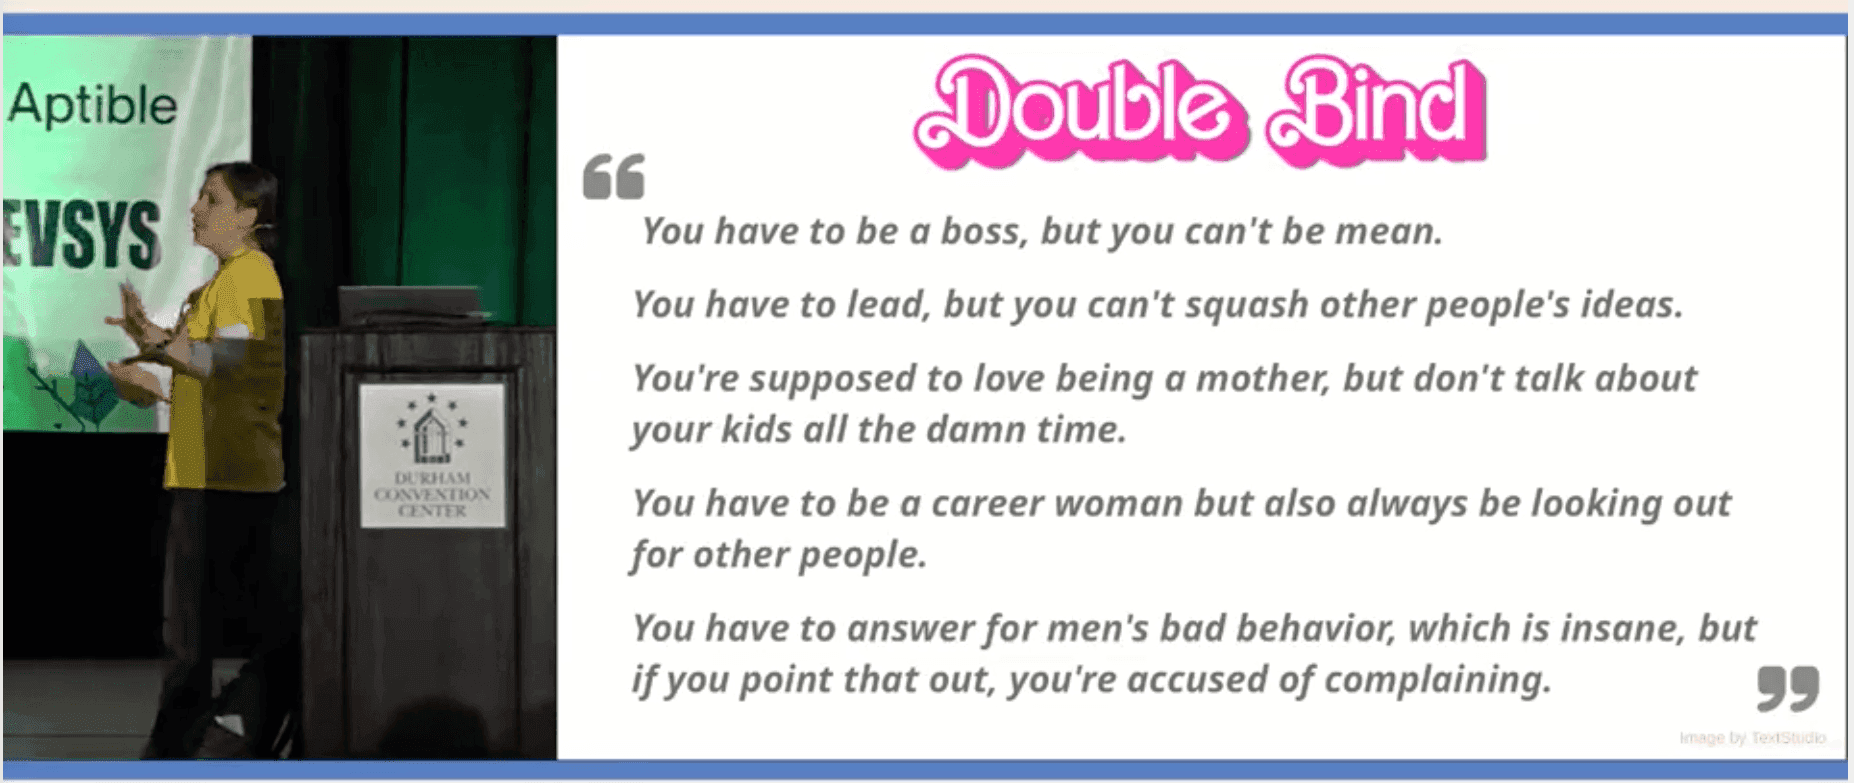 Aptible
EVSYS
DURHAM
CONVENTION
CENTER
Double Bind
“
You have to be a boss, but you can't be mean.
You have to lead, but you can't squash other people's ideas.
You're supposed to love being a mother, but don't talk about
your kids all the damn time.
You have to be a career woman but also always be looking out
for other people.
You have to answer for men's bad behavior, which is insane, but
if you point that out, you're accused of complaining.
”
Image by TextStudio